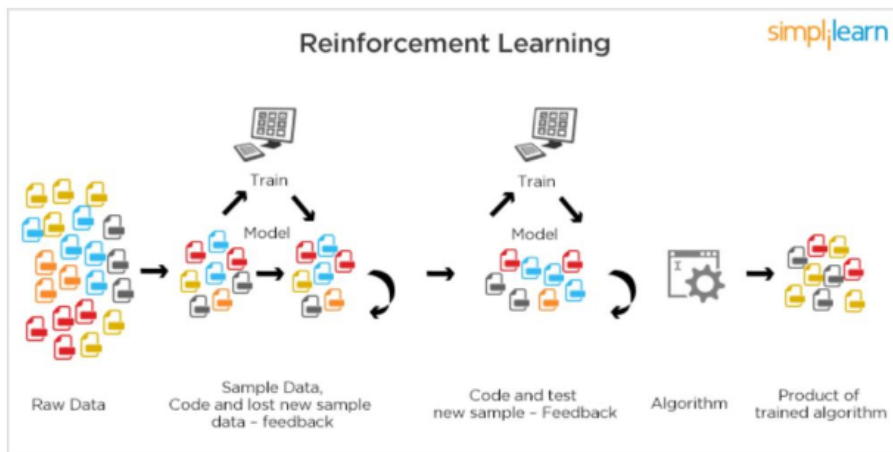 Reinforcement Learning
simplilearn
Train
Train
Model
Model
Raw Data
Sample Data,
Code and lost new sample
data – feedback
Code and test
new sample – Feedback
Algorithm
Product of
trained algorithm